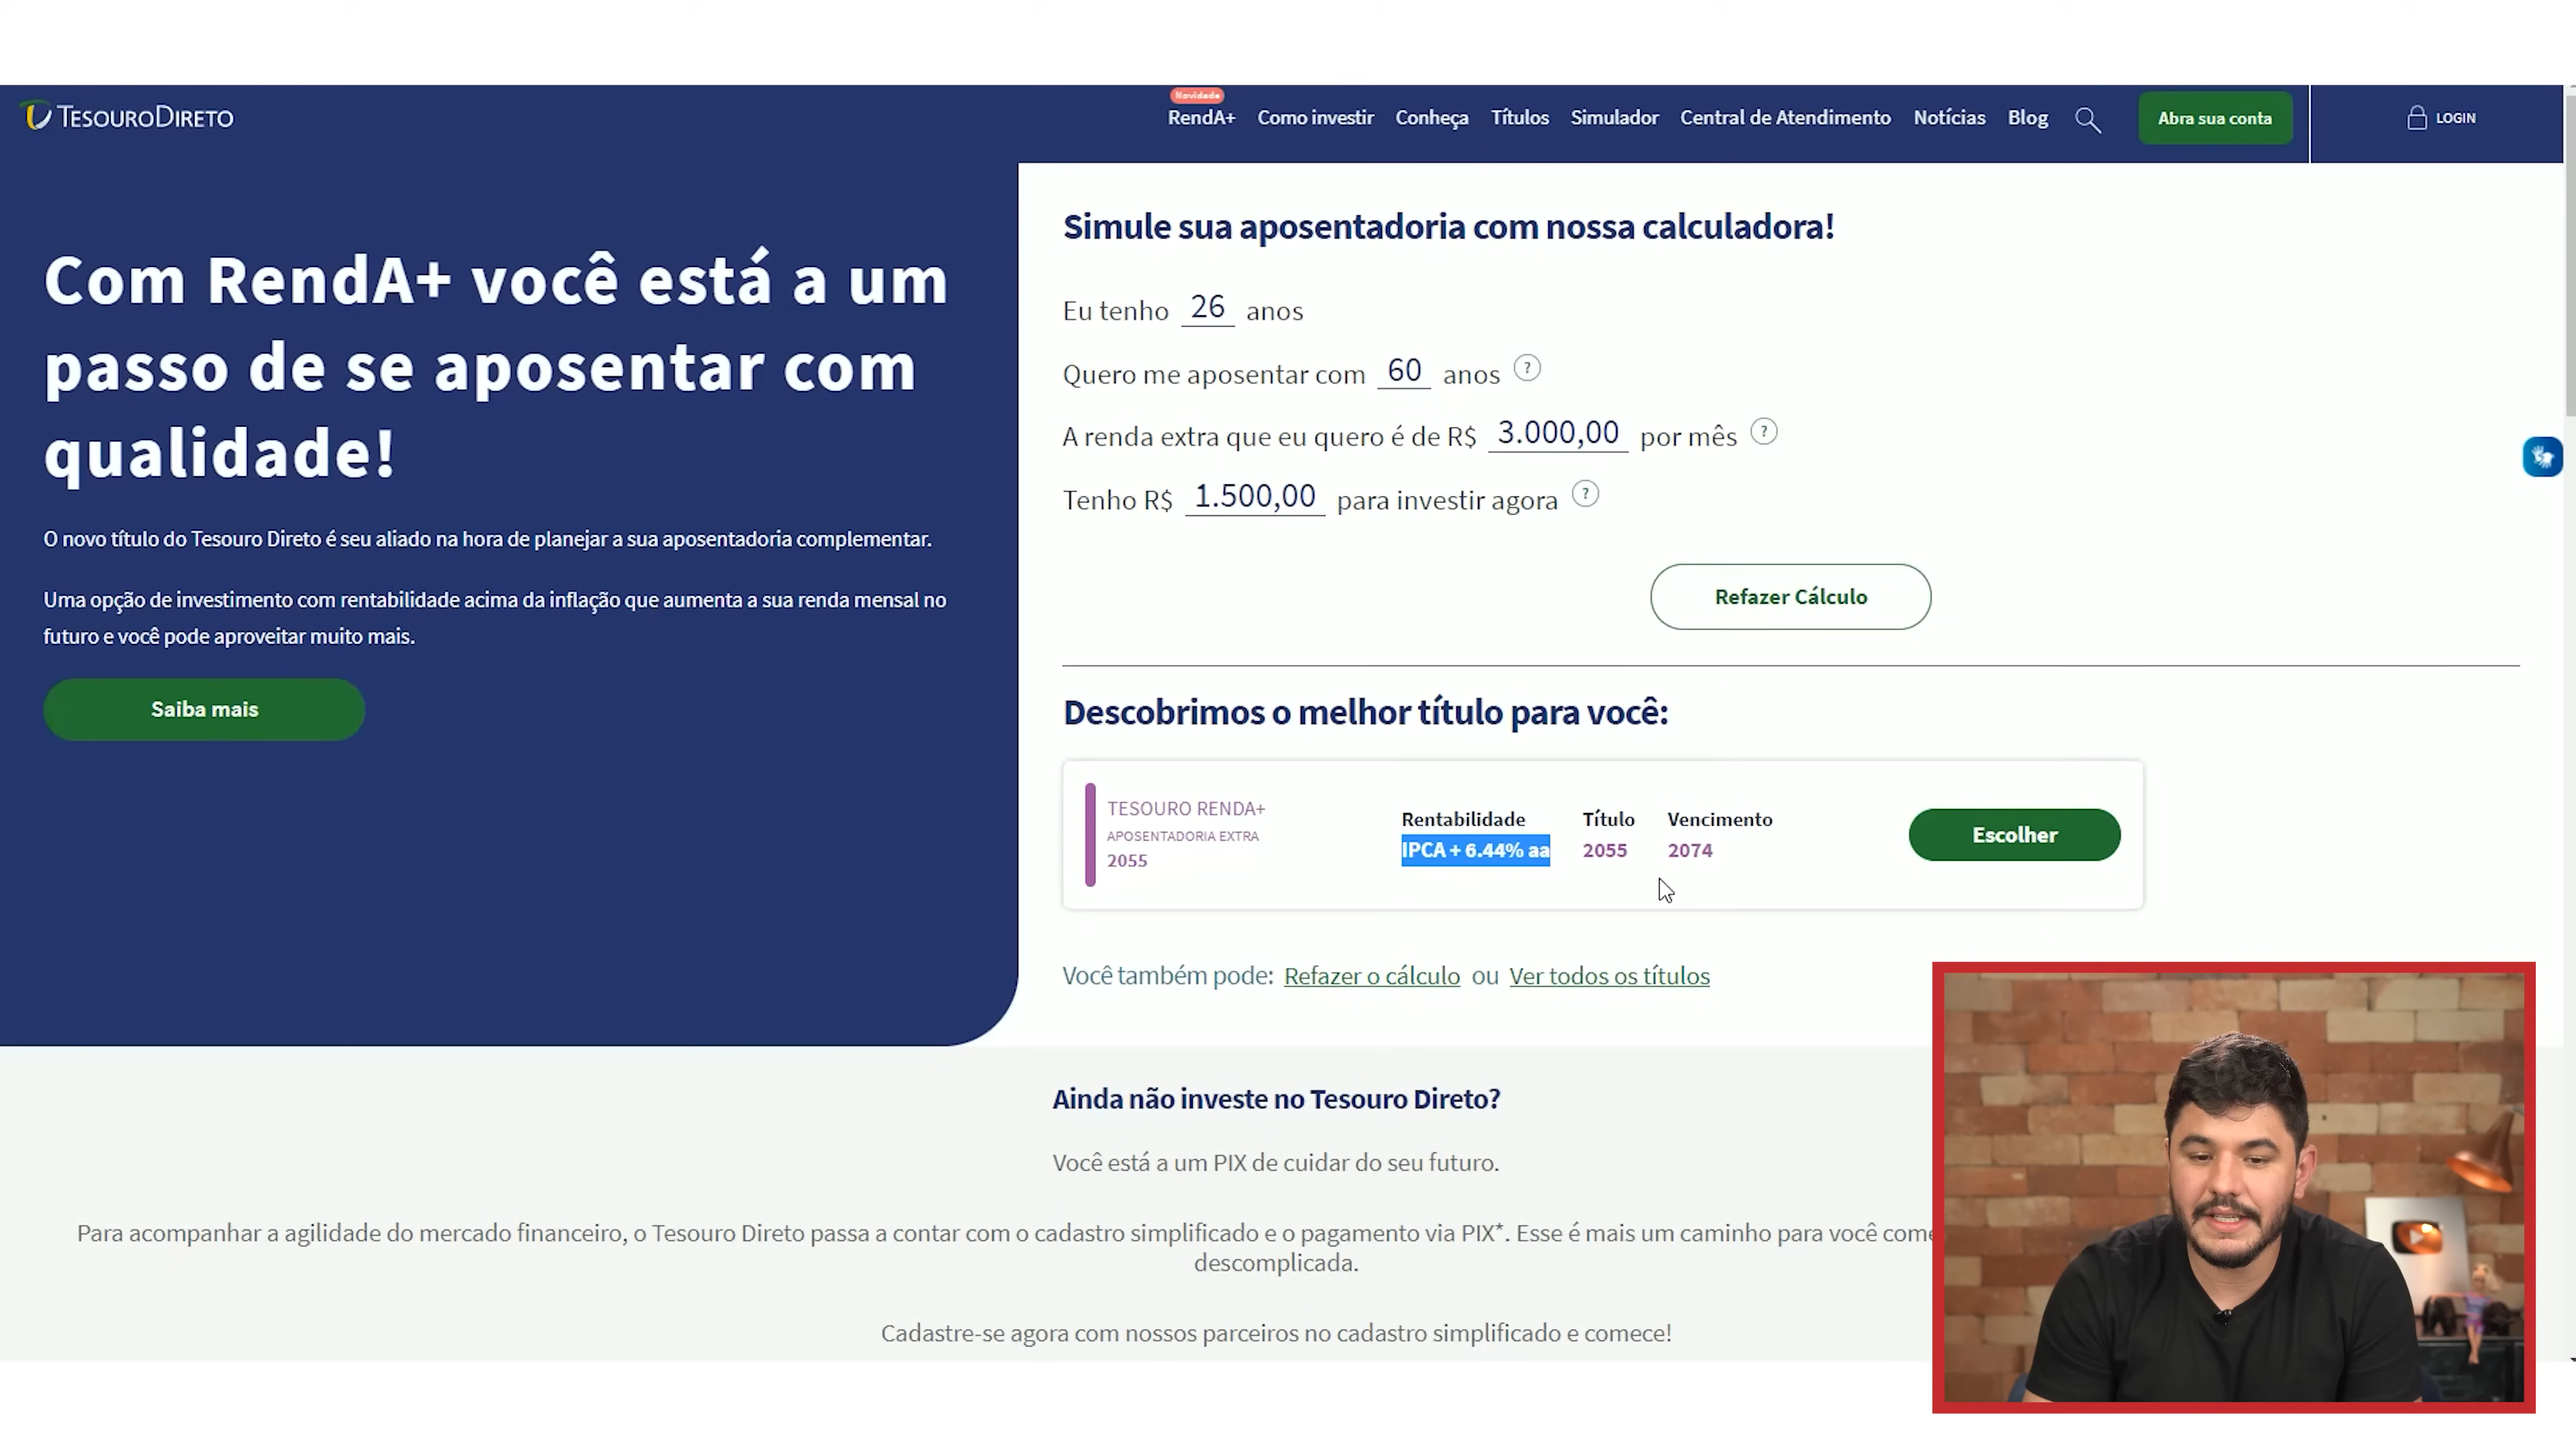 TESOURODIRETO
Novidade
RendA+ Como investir Conheça Títulos Simulador Central de Atendimento Notícias Blog Abra sua conta LOGIN
Com RendA+ você está a um
passo de se aposentar com
qualidade!
O novo título do Tesouro Direto é seu aliado na hora de planejar a sua aposentadoria complementar.
Uma opção de investimento com rentabilidade acima da inflação que aumenta a sua renda mensal no
futuro e você pode aproveitar muito mais.
Saiba mais
Simule sua aposentadoria com nossa calculadora!
Eu tenho 26 anos
Quero me aposentar com 60 anos ?
A renda extra que eu quero é de R$ 3.000,00 por mês ?
Tenho R$ 1.500,00 para investir agora ?
Refazer Cálculo
Descobrimos o melhor título para você:
TESOURO RENDA+
APOSENTADORIA EXTRA
2055
Rentabilidade
IPCA + 6.44% aa
Título
2055
Vencimento
2074
Escolher
Você também pode: Refazer o cálculo ou Ver todos os títulos
Ainda não investe no Tesouro Direto?
Você está a um PIX de cuidar do seu futuro.
Para acompanhar a agilidade do mercado financeiro, o Tesouro Direto passa a contar com o cadastro simplificado e o pagamento via PIX*. Esse é mais um caminho para você come
descomplicada.
Cadastre-se agora com nossos parceiros no cadastro simplificado e comece!